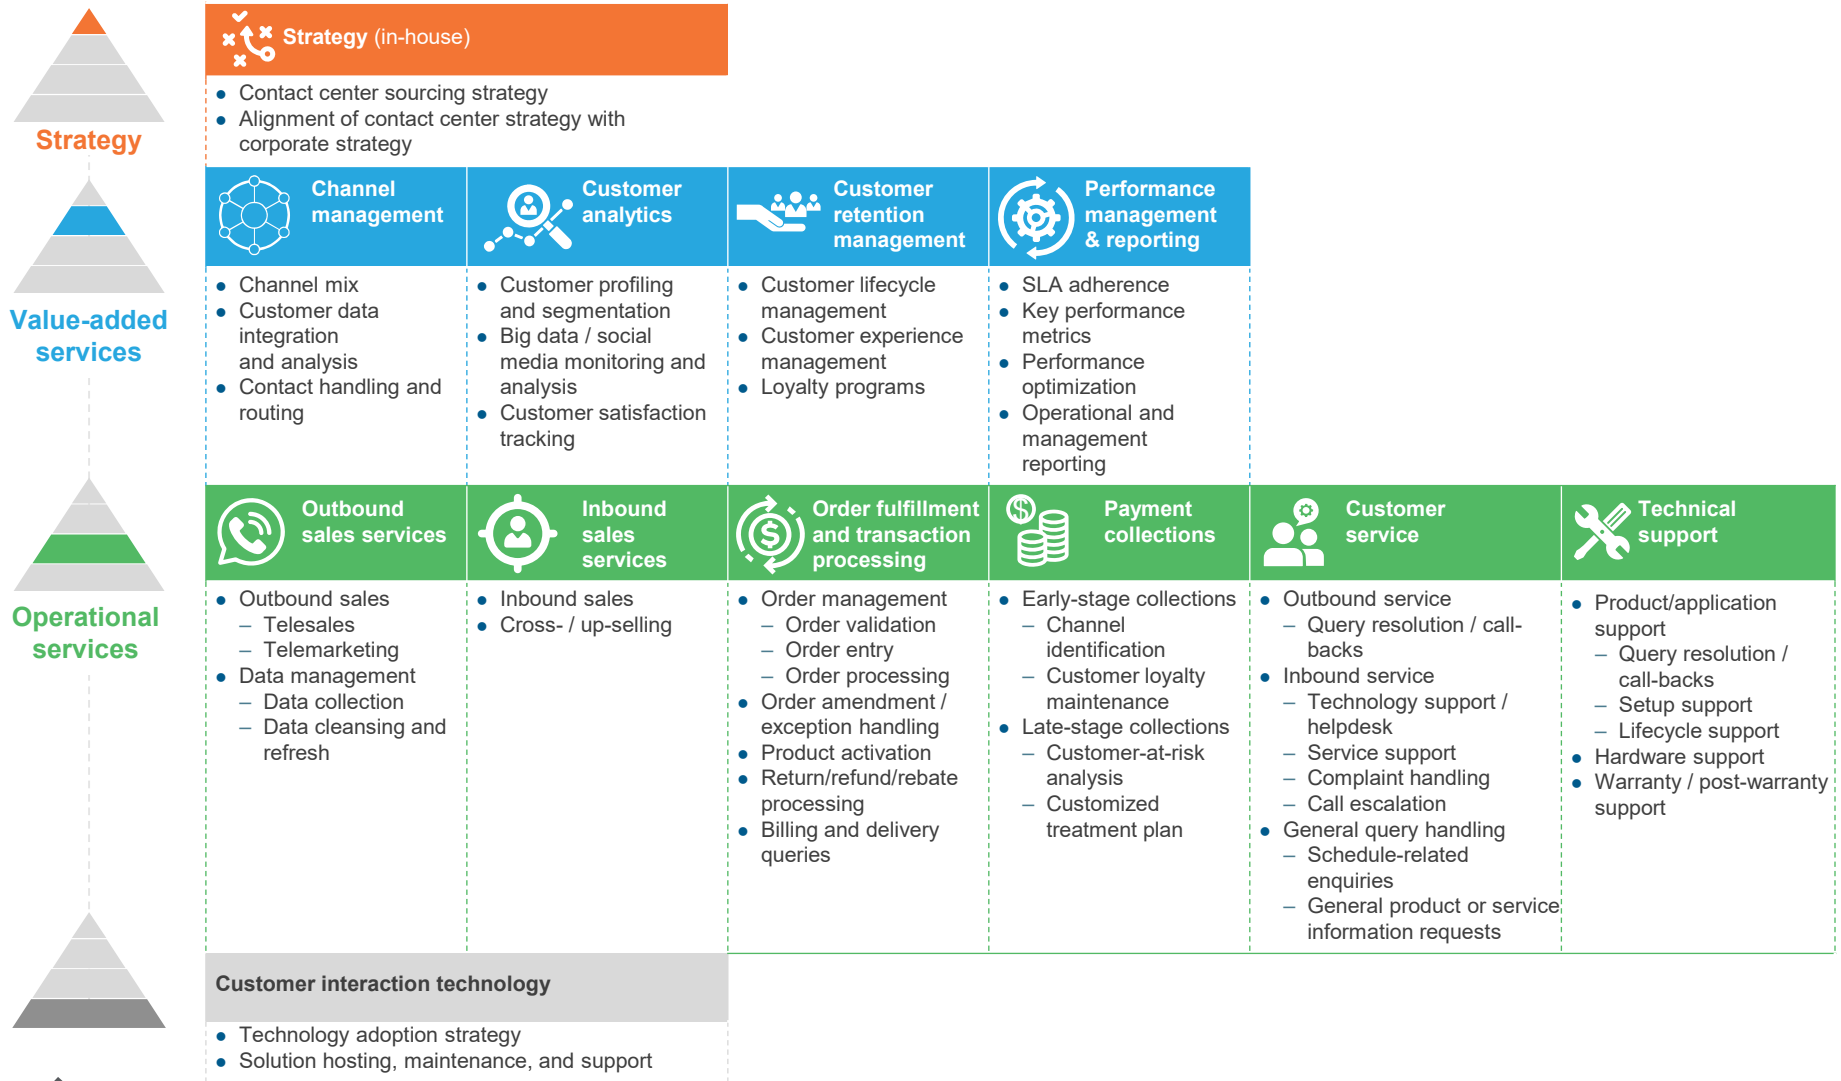 Strategy (in-house)
Contact center sourcing strategy
Alignment of contact center strategy with
corporate strategy
Strategy
Channel
management
Customer
analytics
Customer
retention
management
Performance
management
& reporting
Channel mix
Customer data
integration
and analysis
Contact handling and
routing
Customer profiling
and segmentation
Big data / social
media monitoring and
analysis
Customer satisfaction
tracking
Customer lifecycle
management
Customer experience
management
Loyalty programs
SLA adherence
Key performance
metrics
Performance
optimization
Operational and
management
reporting
Value-added
services
Outbound
sales services
Inbound
sales
services
Order fulfillment
and transaction
processing
Payment
collections
Customer
service
Technical
support
Outbound sales
– Telesales
– Telemarketing
Data management
– Data collection
– Data cleansing and
refresh
Inbound sales
Cross- / up-selling
Order management
– Order validation
– Order entry
– Order processing
Order amendment /
exception handling
Product activation
Return/refund/rebate
processing
Billing and delivery
queries
Early-stage collections
– Channel
identification
– Customer loyalty
maintenance
Late-stage collections
– Customer-at-risk
analysis
– Customized
treatment plan
Outbound service
– Query resolution / call-
backs
Inbound service
– Technology support /
helpdesk
– Service support
– Complaint handling
– Call escalation
General query handling
– Schedule-related
enquiries
– General product or service
information requests
Product/application
support
– Query resolution /
call-backs
– Setup support
– Lifecycle support
Hardware support
Warranty / post-warranty
support
Operational
services
Customer interaction technology
Technology adoption strategy
Solution hosting, maintenance, and support